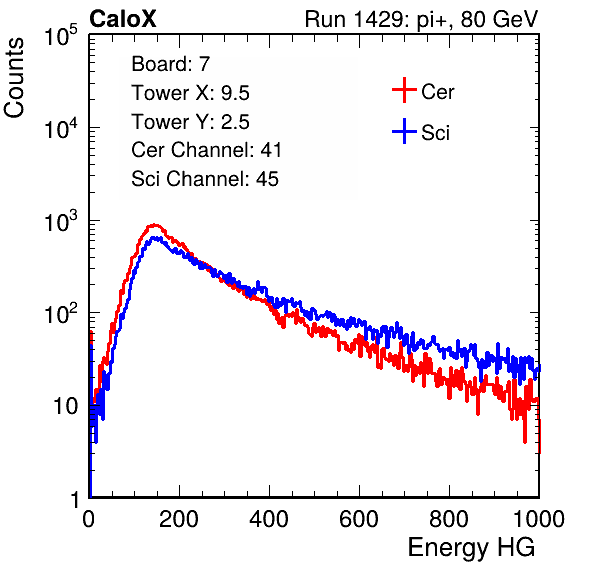 CaloX Run 1429: pi+, 80 GeV
Counts
Board: 7
Tower X: 9.5
Tower Y: 2.5
Cer Channel: 41
Sci Channel: 45
Cer
Sci
10^5
10^4
10^3
10^2
10
1
0 200 400 600 800 1000
Energy HG